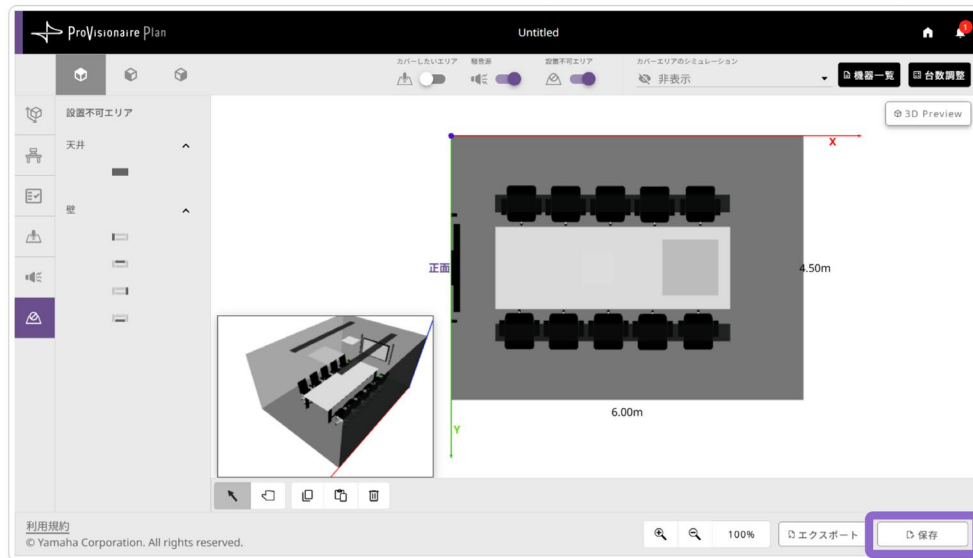 ProVisionaire Plan
Untitled
1
カバーしたいエリア
騒音源
設置不可エリア
カバーエリアのシミュレーション
非表示
機器一覧
台数調整
設置不可エリア
天井
壁
3D Preview
X
正面
4.50m
6.00m
Y
利用規約
© Yamaha Corporation. All rights reserved.
100%
エクスポート
保存